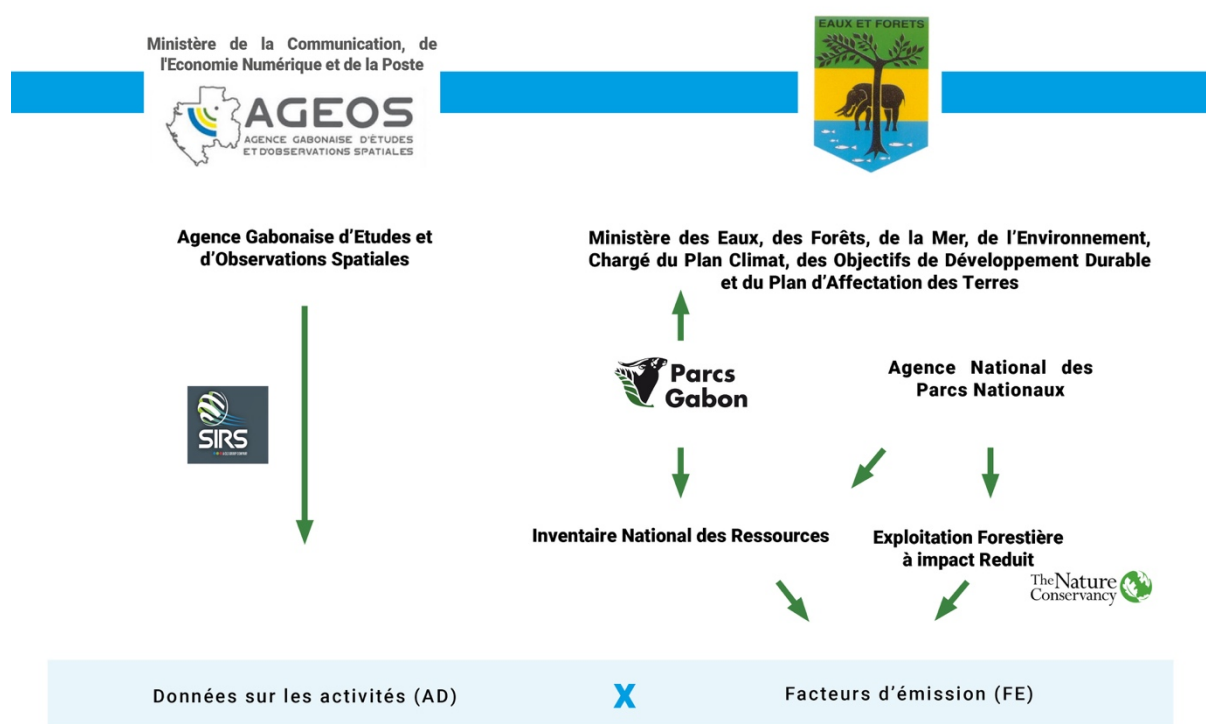 Ministère de la Communication, de
l'Economie Numérique et de la Poste
AGEOS
AGENCE GABONAISE D'ÉTUDES
ET D'OBSERVATIONS SPATIALES
EAUX ET FORETS
Agence Gabonaise d'Etudes et
d'Observations Spatiales
Ministère des Eaux, des Forêts, de la Mer, de l'Environnement,
Chargé du Plan Climat, des Objectifs de Développement Durable
et du Plan d'Affectation des Terres
Parcs
Gabon
Agence National des
Parcs Nationaux
SIRS
Inventaire National des Ressources
Exploitation Forestière
à impact Reduit
The Nature
Conservancy
Données sur les activités (AD)
X
Facteurs d'émission (FE)